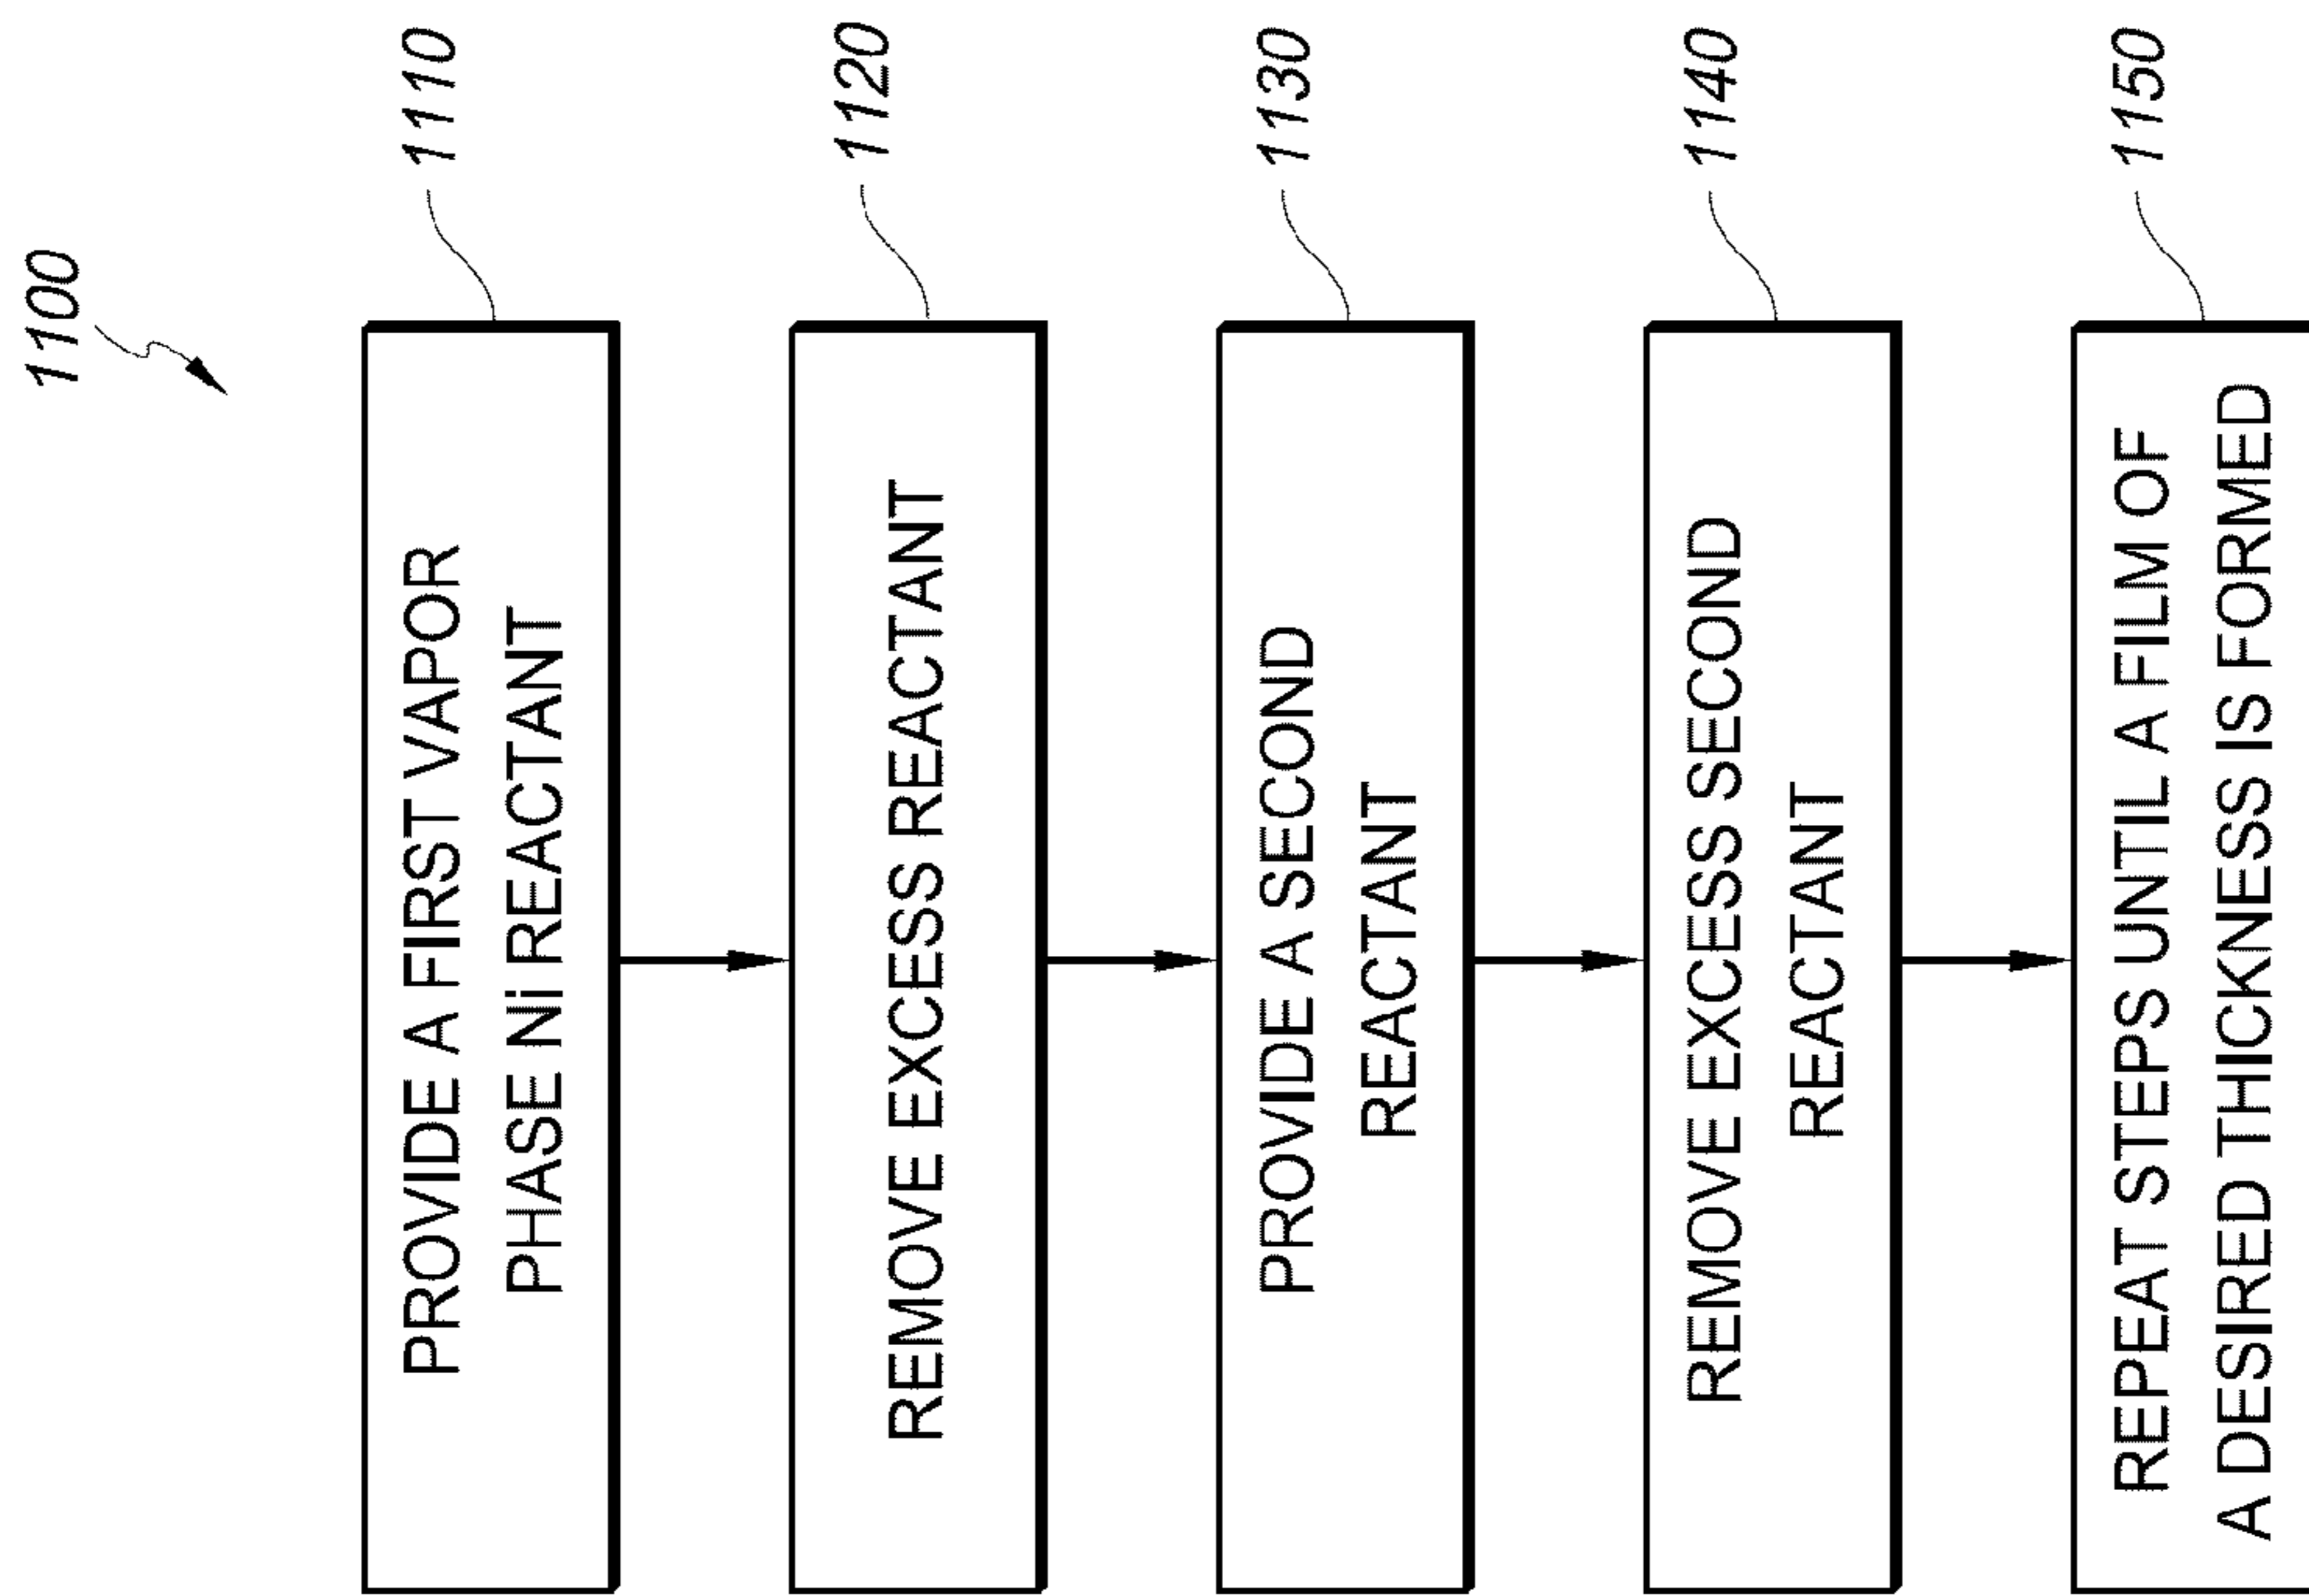 1100
PROVIDE A FIRST VAPOR
PHASE Ni REACTANT
1110
REMOVE EXCESS REACTANT
1120
PROVIDE A SECOND
REACTANT
1130
REMOVE EXCESS SECOND
REACTANT
1140
REPEAT STEPS UNTIL A FILM OF
A DESIRED THICKNESS IS FORMED
1150